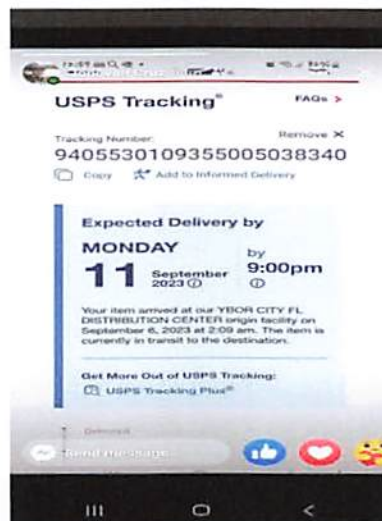 USPS Tracking®
FAQs >
Tracking Number:
Remove X
9405530109355005038340
Copy
Add to Informed Delivery
Expected Delivery by
MONDAY
11 September 2023
by
9:00pm
Your item arrived at our YBOR CITY FL
DISTRIBUTION CENTER origin facility on
September 6, 2023 at 2:09 am. The item is
currently in transit to the destination.
Get More Out of USPS Tracking:
USPS Tracking Plus®
Delivered
Send message...